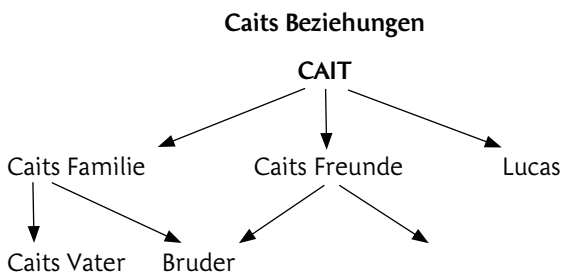 Caits Beziehungen
CAIT
Caits Familie Caits Freunde Lucas
Caits Vater Bruder